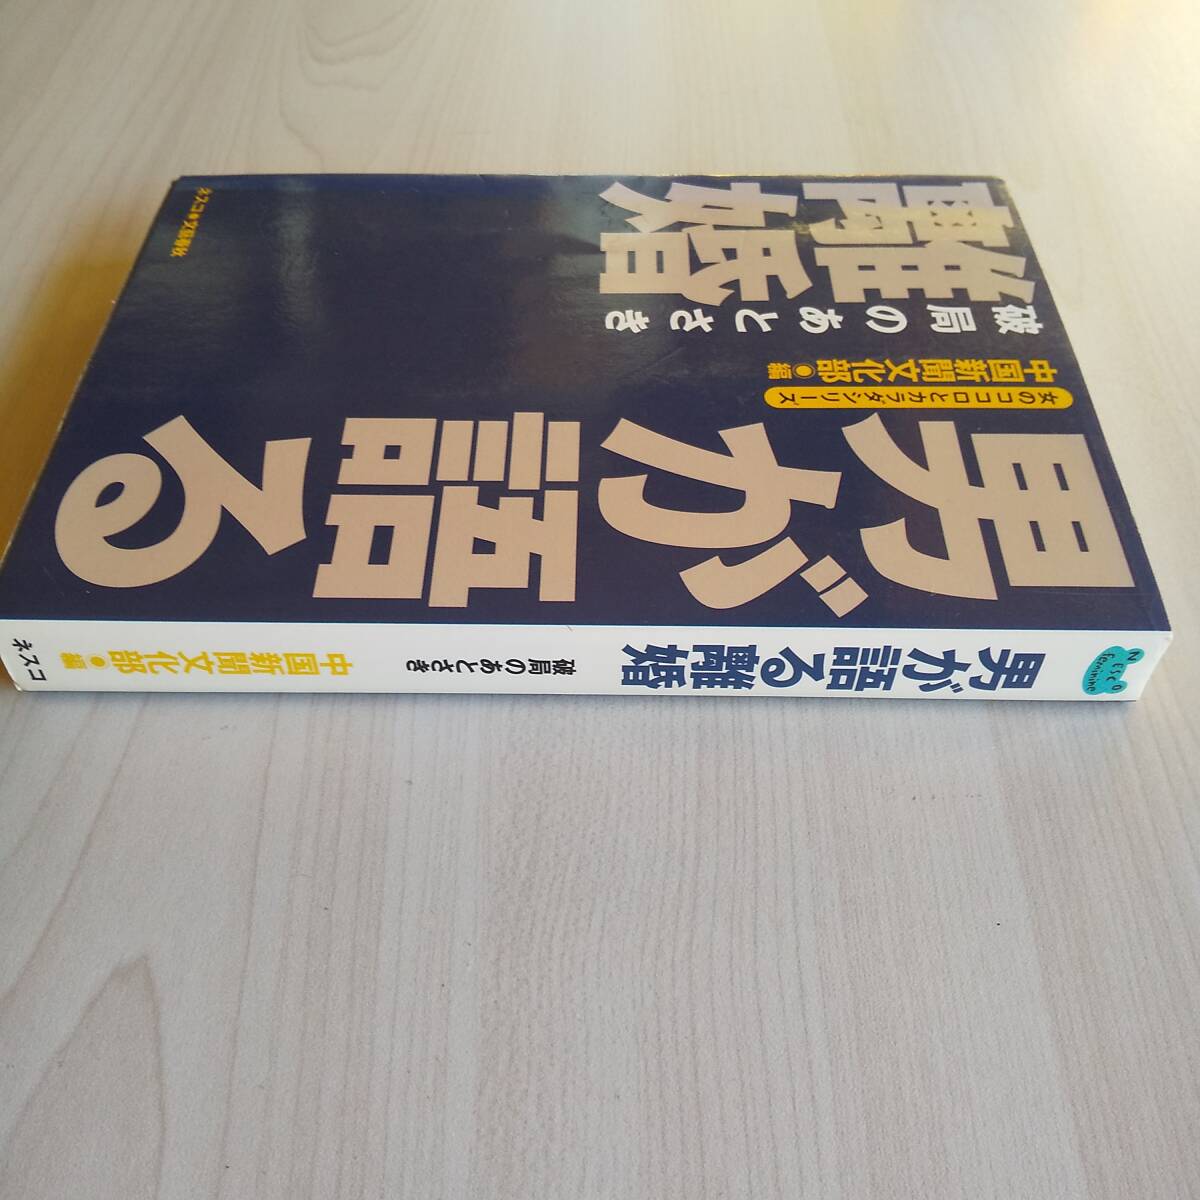 男が語る
離婚
破局のあとさき
中国新聞文化部●編
女のココロとカラダシリーズ
ネスコ●文藝春秋
NESCO
feminine
男が語る離婚
破局のあとさき
中国新聞文化部●編
ネスコ